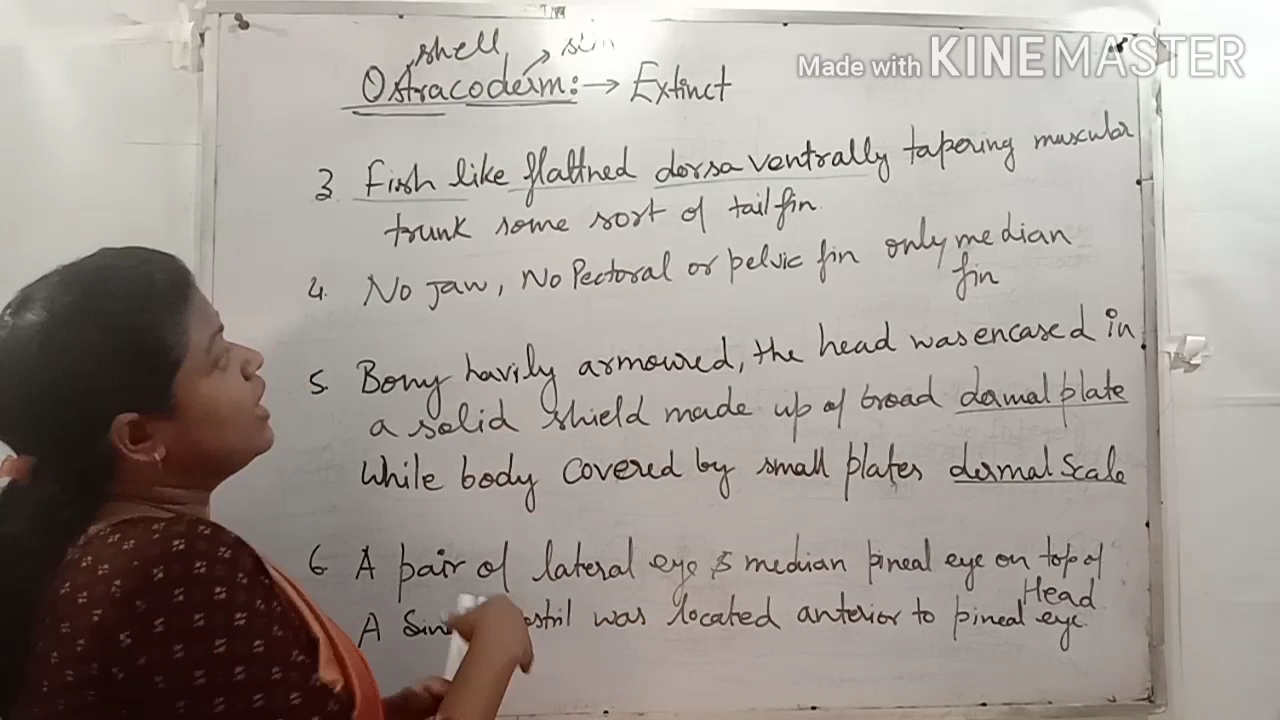 Made with KINEMASTER
shell skin
Ostracoderm: → Extinct
3. Fish like flattned dorsaventrally tapering muscular
trunk some sort of tail fin
4. No Jaw, No Pectoral or pelvic fin only median
fin
5. Bony havily armoured, the head was encased in
a solid shield made up of broad dermal plate
While body covered by small plates dermal scale
6. A pair of lateral eye & median pineal eye on top of
Head
A was located anterior to pineal eye.